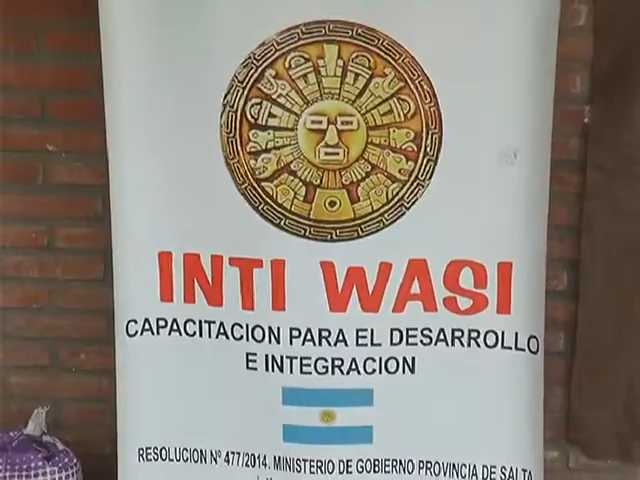 INTI WASI
CAPACITACION PARA EL DESARROLLO
E INTEGRACION
RESOLUCION Nº 477/2014. MINISTERIO DE GOBIERNO PROVINCIA DE SALTA